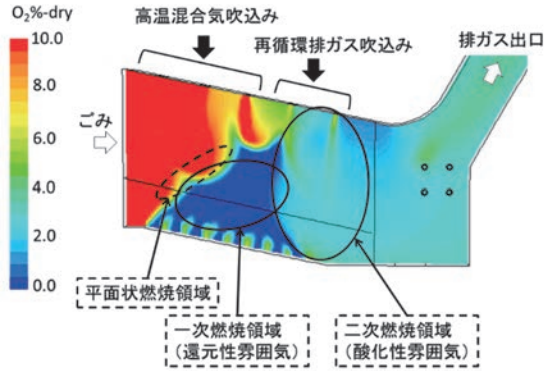 O₂%-dry
10.0
8.0
6.0
4.0
2.0
0.0
高温混合気吹込み
再循環排ガス吹込み
排ガス出口
ごみ
平面状燃焼領域
一次燃焼領域
(還元性雰囲気)
二次燃焼領域
(酸化性雰囲気)